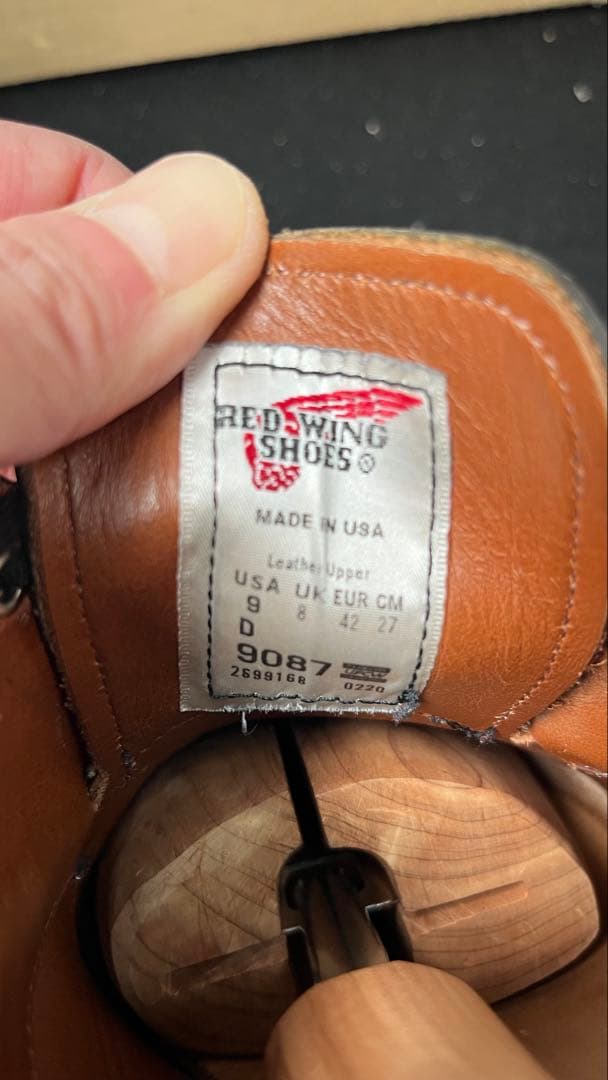 RED WING
SHOES®
MADE IN USA
Leather Upper
USA UK EUR CM
9 8 42 27
D
9087
2699168 0220